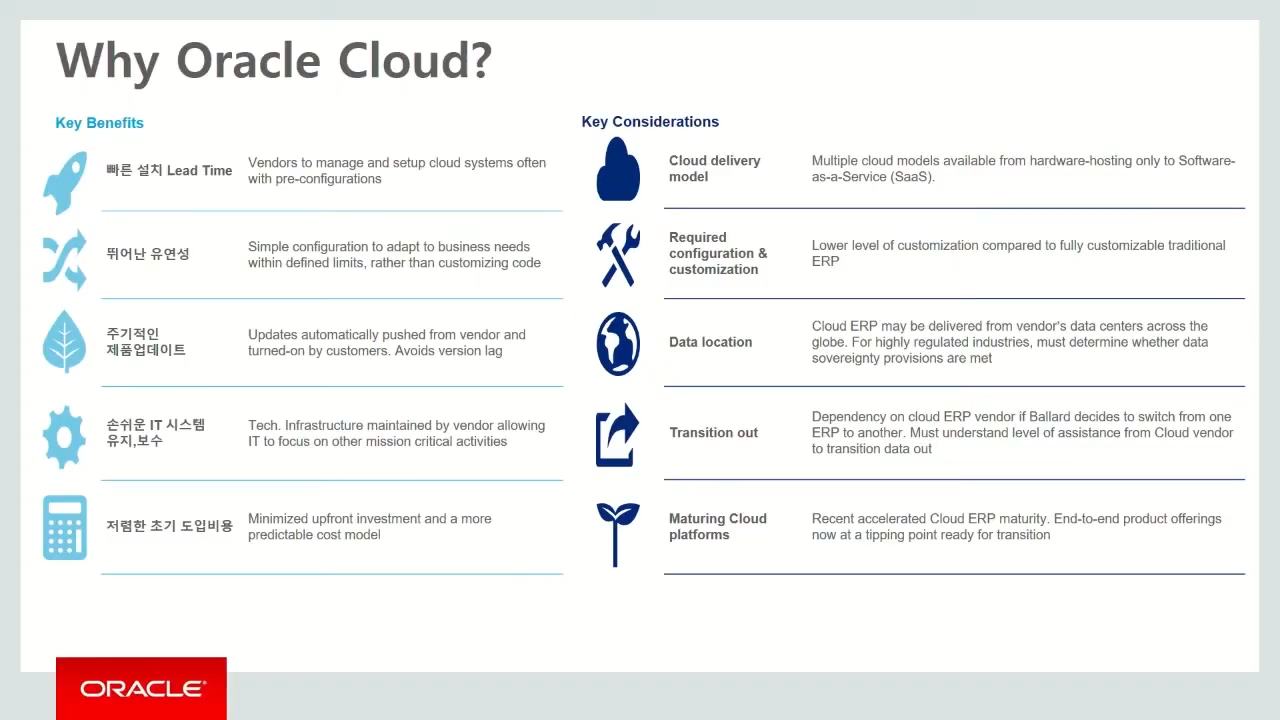 Why Oracle Cloud?
Key Benefits
빠른 설치 Lead Time
Vendors to manage and setup cloud systems often
with pre-configurations
뛰어난 유연성
Simple configuration to adapt to business needs
within defined limits, rather than customizing code
주기적인
제품업데이트
Updates automatically pushed from vendor and
turned-on by customers. Avoids version lag
손쉬운 IT 시스템
유지,보수
Tech. Infrastructure maintained by vendor allowing
IT to focus on other mission critical activities
저렴한 초기 도입비용
Minimized upfront investment and a more
predictable cost model
Key Considerations
Cloud delivery
model
Multiple cloud models available from hardware-hosting only to Software-
as-a-Service (SaaS).
Required
configuration &
customization
Lower level of customization compared to fully customizable traditional
ERP
Data location
Cloud ERP may be delivered from vendor's data centers across the
globe. For highly regulated industries, must determine whether data
sovereignty provisions are met
Transition out
Dependency on cloud ERP vendor if Ballard decides to switch from one
ERP to another. Must understand level of assistance from Cloud vendor
to transition data out
Maturing Cloud
platforms
Recent accelerated Cloud ERP maturity. End-to-end product offerings
now at a tipping point ready for transition
ORACLE®